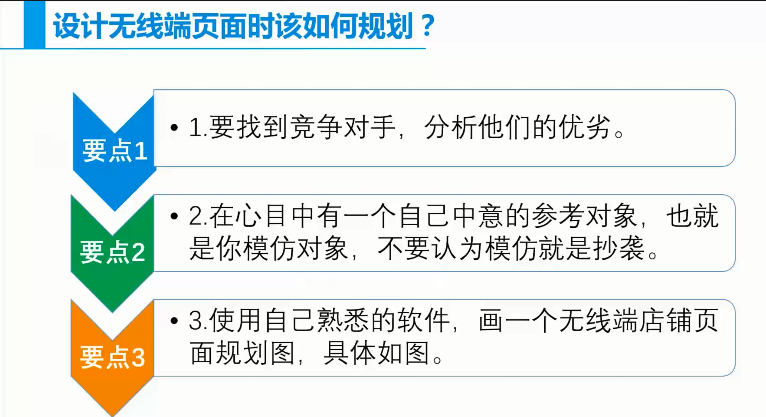 设计无线端页面时该如何规划？
要点1
• 1.要找到竞争对手，分析他们的优劣。
要点2
• 2.在心目中有一个自己中意的参考对象，也就
是你模仿对象，不要认为模仿就是抄袭。
要点3
• 3.使用自己熟悉的软件，画一个无线端店铺页
面规划图，具体如图。